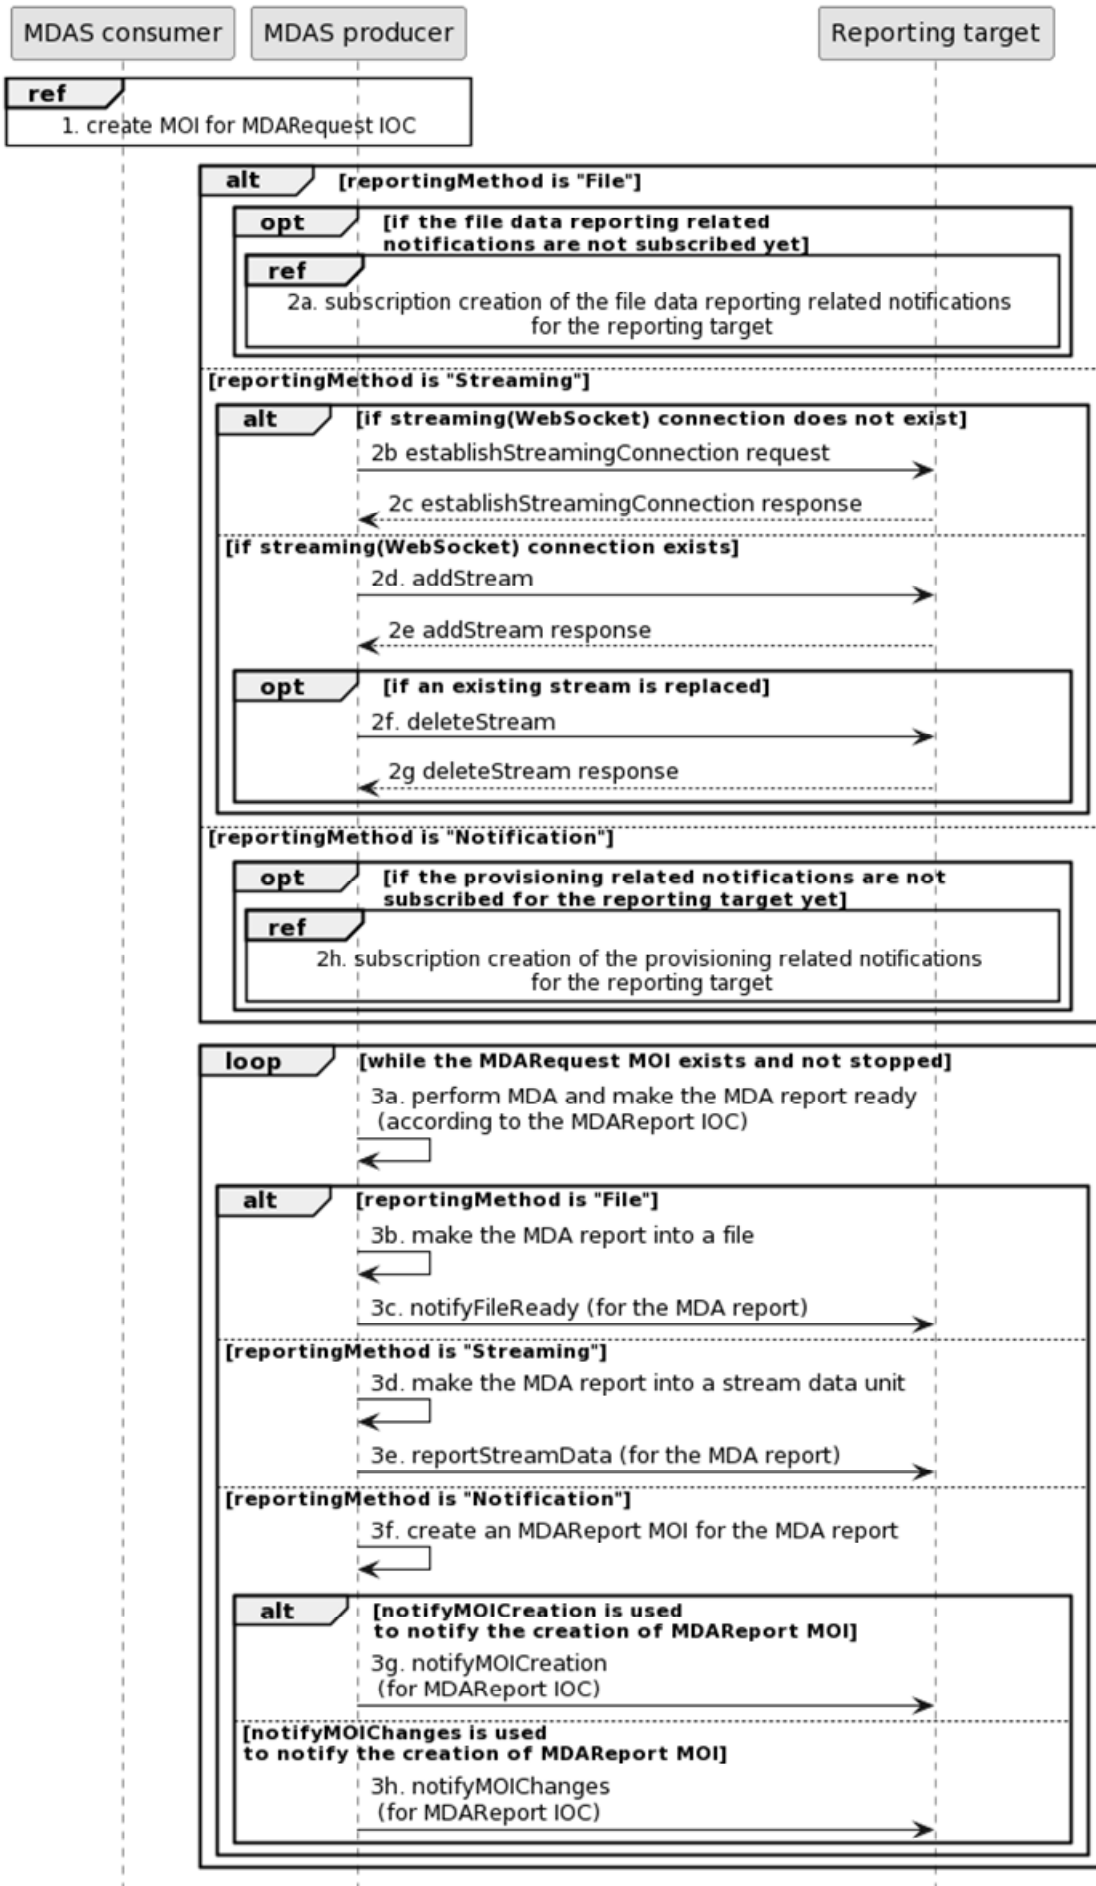 MDAS consumer
MDAS producer
Reporting target
ref
1. create MOI for MDARequest IOC
alt
[reportingMethod is "File"]
opt
[if the file data reporting related
notifications are not subscribed yet]
ref
2a. subscription creation of the file data reporting related notifications
for the reporting target
[reportingMethod is "Streaming"]
alt
[if streaming(WebSocket) connection does not exist]
2b establishStreamingConnection request
2c establishStreamingConnection response
[if streaming(WebSocket) connection exists]
2d. addStream
2e addStream response
opt
[if an existing stream is replaced]
2f. deleteStream
2g deleteStream response
[reportingMethod is "Notification"]
opt
[if the provisioning related notifications are not
subscribed for the reporting target yet]
ref
2h. subscription creation of the provisioning related notifications
for the reporting target
loop
[while the MDARequest MOI exists and not stopped]
3a. perform MDA and make the MDA report ready
(according to the MDAReport IOC)
alt
[reportingMethod is "File"]
3b. make the MDA report into a file
3c. notifyFileReady (for the MDA report)
[reportingMethod is "Streaming"]
3d. make the MDA report into a stream data unit
3e. reportStreamData (for the MDA report)
[reportingMethod is "Notification"]
3f. create an MDAReport MOI for the MDA report
alt
[notifyMOICreation is used
to notify the creation of MDAReport MOI]
3g. notifyMOICreation
(for MDAReport IOC)
[notifyMOIChanges is used
to notify the creation of MDAReport MOI]
3h. notifyMOIChanges
(for MDAReport IOC)